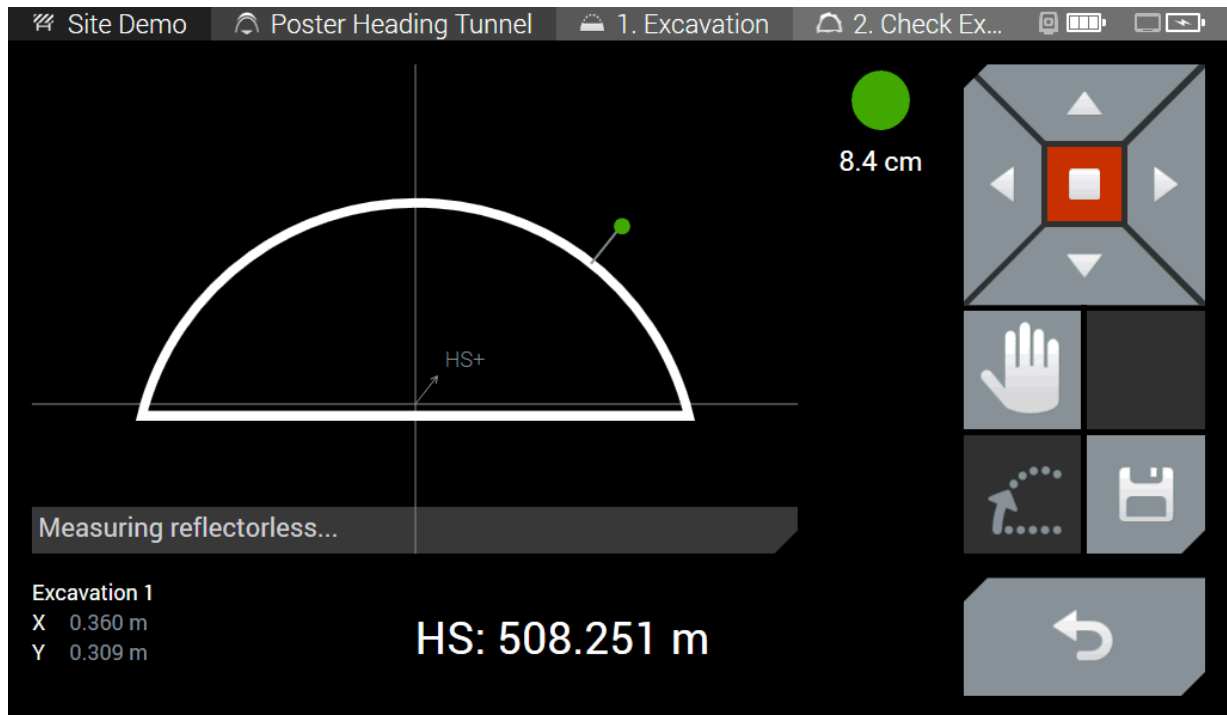 Site Demo Poster Heading Tunnel 1. Excavation 2. Check Ex...
8.4 cm
HS+
Measuring reflectorless...
Excavation 1
X 0.360 m
Y 0.309 m
HS: 508.251 m